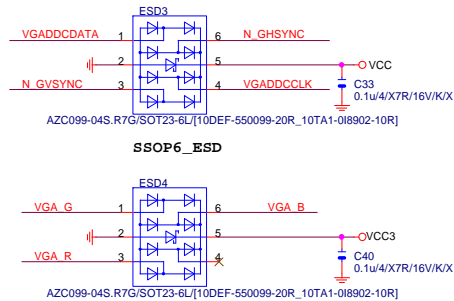 ESD3
VGADDCDATA 1 6 N_GHSYNC
2 5 VCC
N_GVSYNC 3 4 VGADDCCLK
C33
0.1u/4/X7R/16V/K/X
AZC099-04S.R7G/SOT23-6L/[10DEF-550099-20R_10TA1-0I8902-10R]
SSOP6_ESD
ESD4
VGA_G 1 6 VGA_B
2 5 VCC3
VGA_R 3 4
C40
0.1u/4/X7R/16V/K/X
AZC099-04S.R7G/SOT23-6L/[10DEF-550099-20R_10TA1-0I8902-10R]